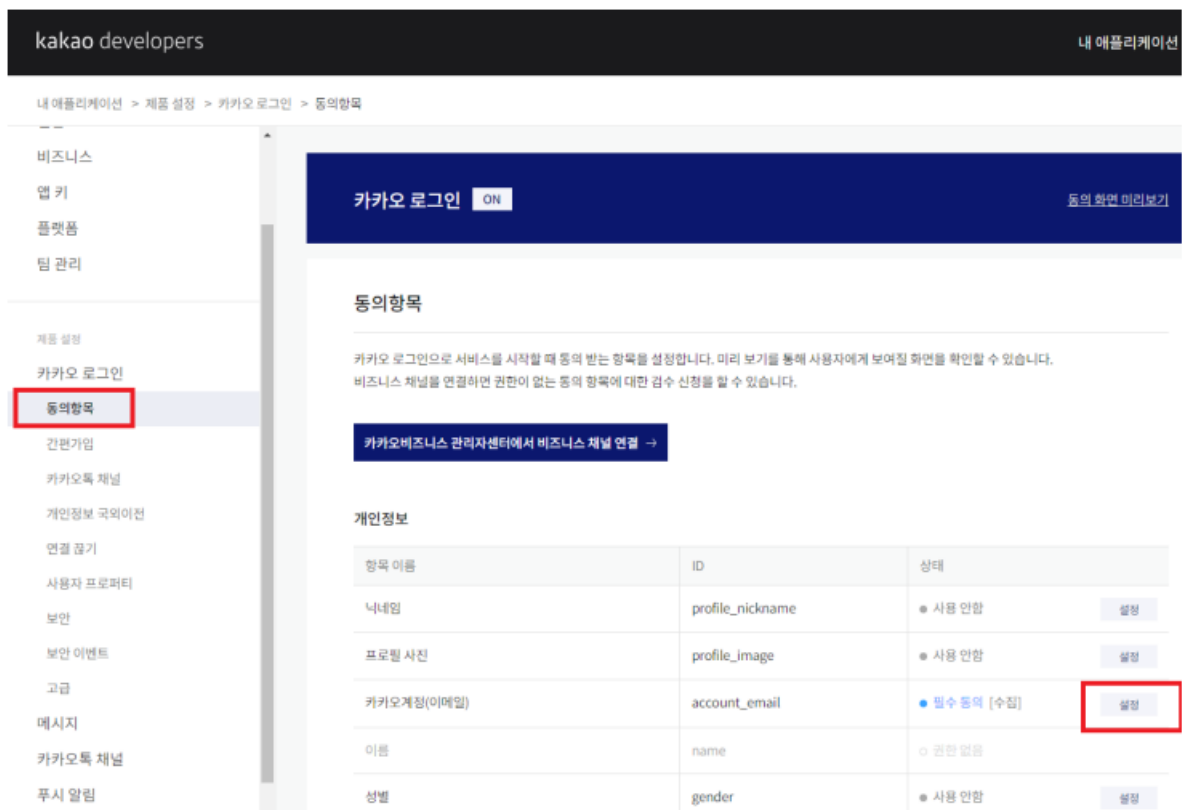 kakao developers
내 애플리케이션
내 애플리케이션 > 제품 설정 > 카카오 로그인 > 동의항목
비즈니스
앱 키
플랫폼
팀 관리
제품 설정
카카오 로그인
동의항목
간편가입
카카오톡 채널
개인정보 국외이전
연결 끊기
사용자 프로퍼티
보안
보안 이벤트
고급
메시지
카카오톡 채널
푸시 알림
카카오 로그인 ON
동의 화면 미리보기
동의항목
카카오 로그인으로 서비스를 시작할 때 동의 받는 항목을 설정합니다. 미리 보기를 통해 사용자에게 보여질 화면을 확인할 수 있습니다.
비즈니스 채널을 연결하면 권한이 없는 동의 항목에 대한 검수 신청을 할 수 있습니다.
카카오비즈니스 관리자센터에서 비즈니스 채널 연결 →
개인정보
항목 이름 ID 상태
닉네임 profile_nickname 사용 안함 설정
프로필 사진 profile_image 사용 안함 설정
카카오계정(이메일) account_email 필수 동의 [수집] 설정
이름 name 권한 없음
성별 gender 사용 안함 설정